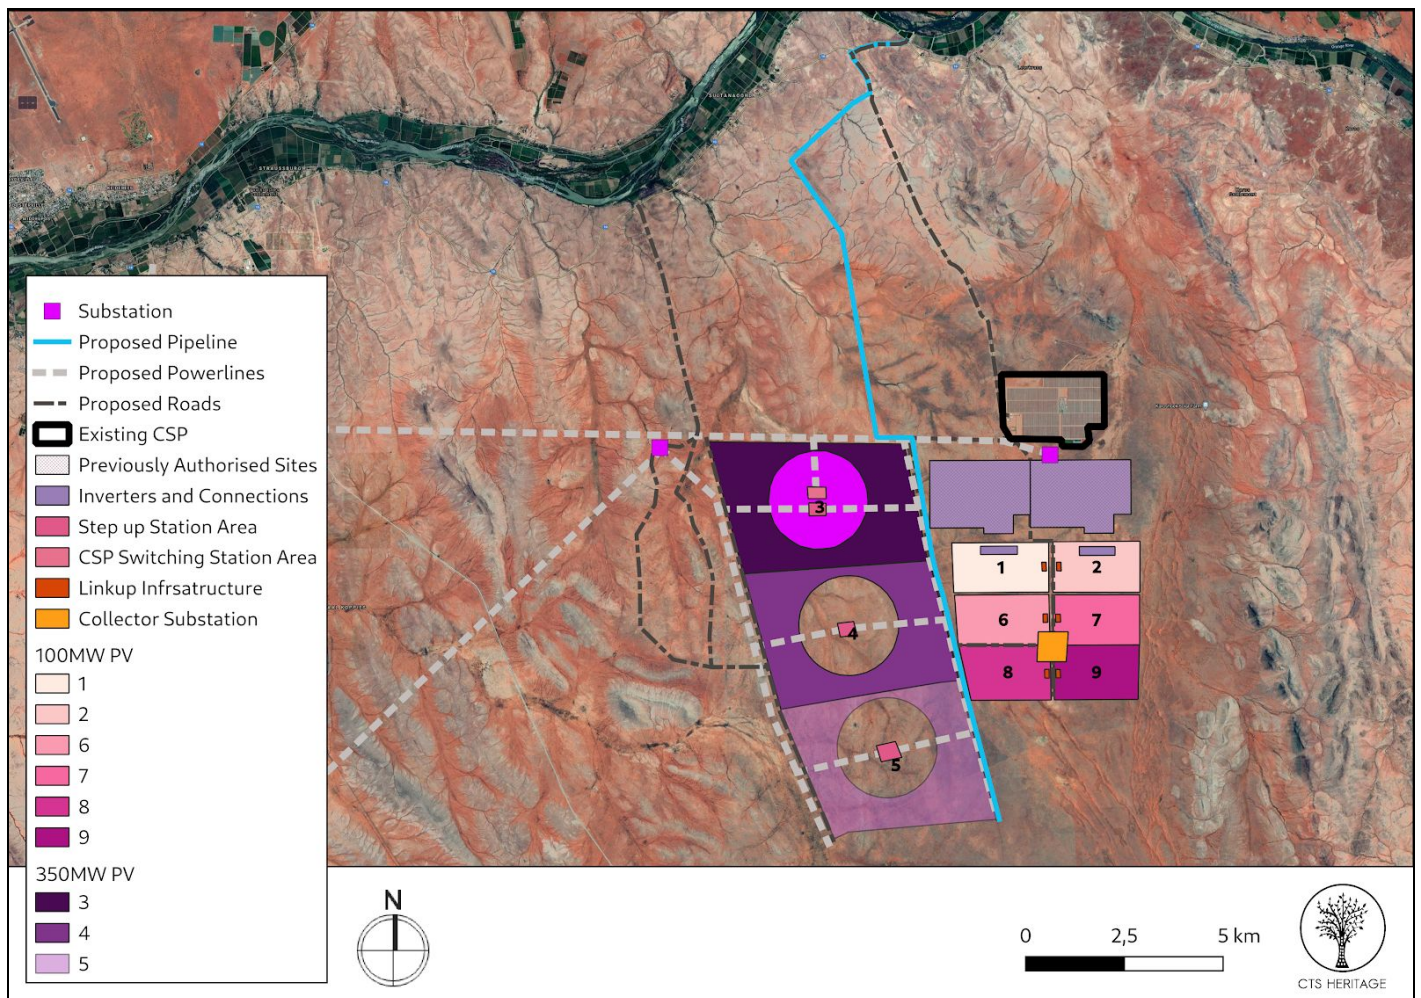 SULTANAOORD
STRAUSSBURG
Substation
Proposed Pipeline
Proposed Powerlines
Proposed Roads
Existing CSP
Previously Authorised Sites
Inverters and Connections
Step up Station Area
CSP Switching Station Area
Linkup Infrsatructure
Collector Substation
100MW PV
1
2
6
7
8
9
350MW PV
3
4
5
3
4
5
1
2
6
7
8
9
N
0 2,5 5 km
CTS HERITAGE